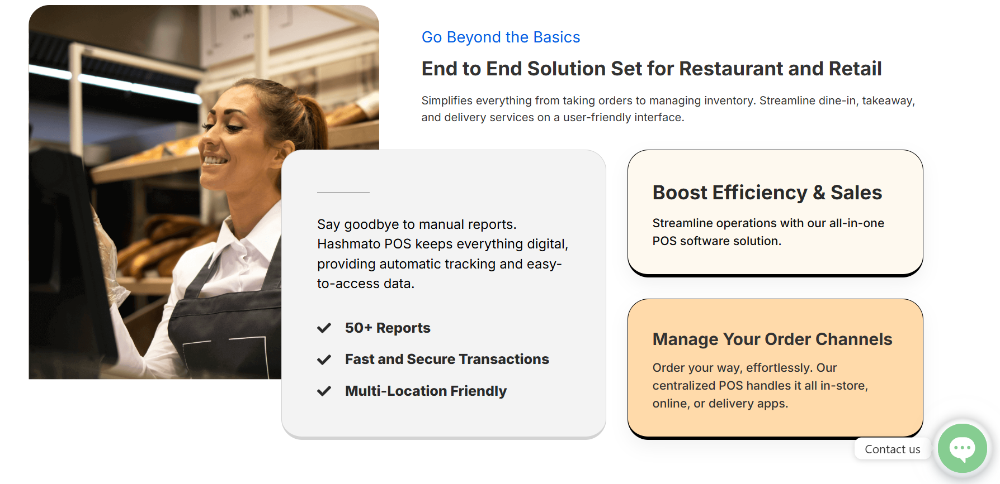 Go Beyond the Basics
End to End Solution Set for Restaurant and Retail
Simplifies everything from taking orders to managing inventory. Streamline dine-in, takeaway,
and delivery services on a user-friendly interface.
Say goodbye to manual reports.
Hashmato POS keeps everything digital,
providing automatic tracking and easy-
to-access data.
50+ Reports
Fast and Secure Transactions
Multi-Location Friendly
Boost Efficiency & Sales
Streamline operations with our all-in-one
POS software solution.
Manage Your Order Channels
Order your way, effortlessly. Our
centralized POS handles it all in-store,
online, or delivery apps.
Contact us